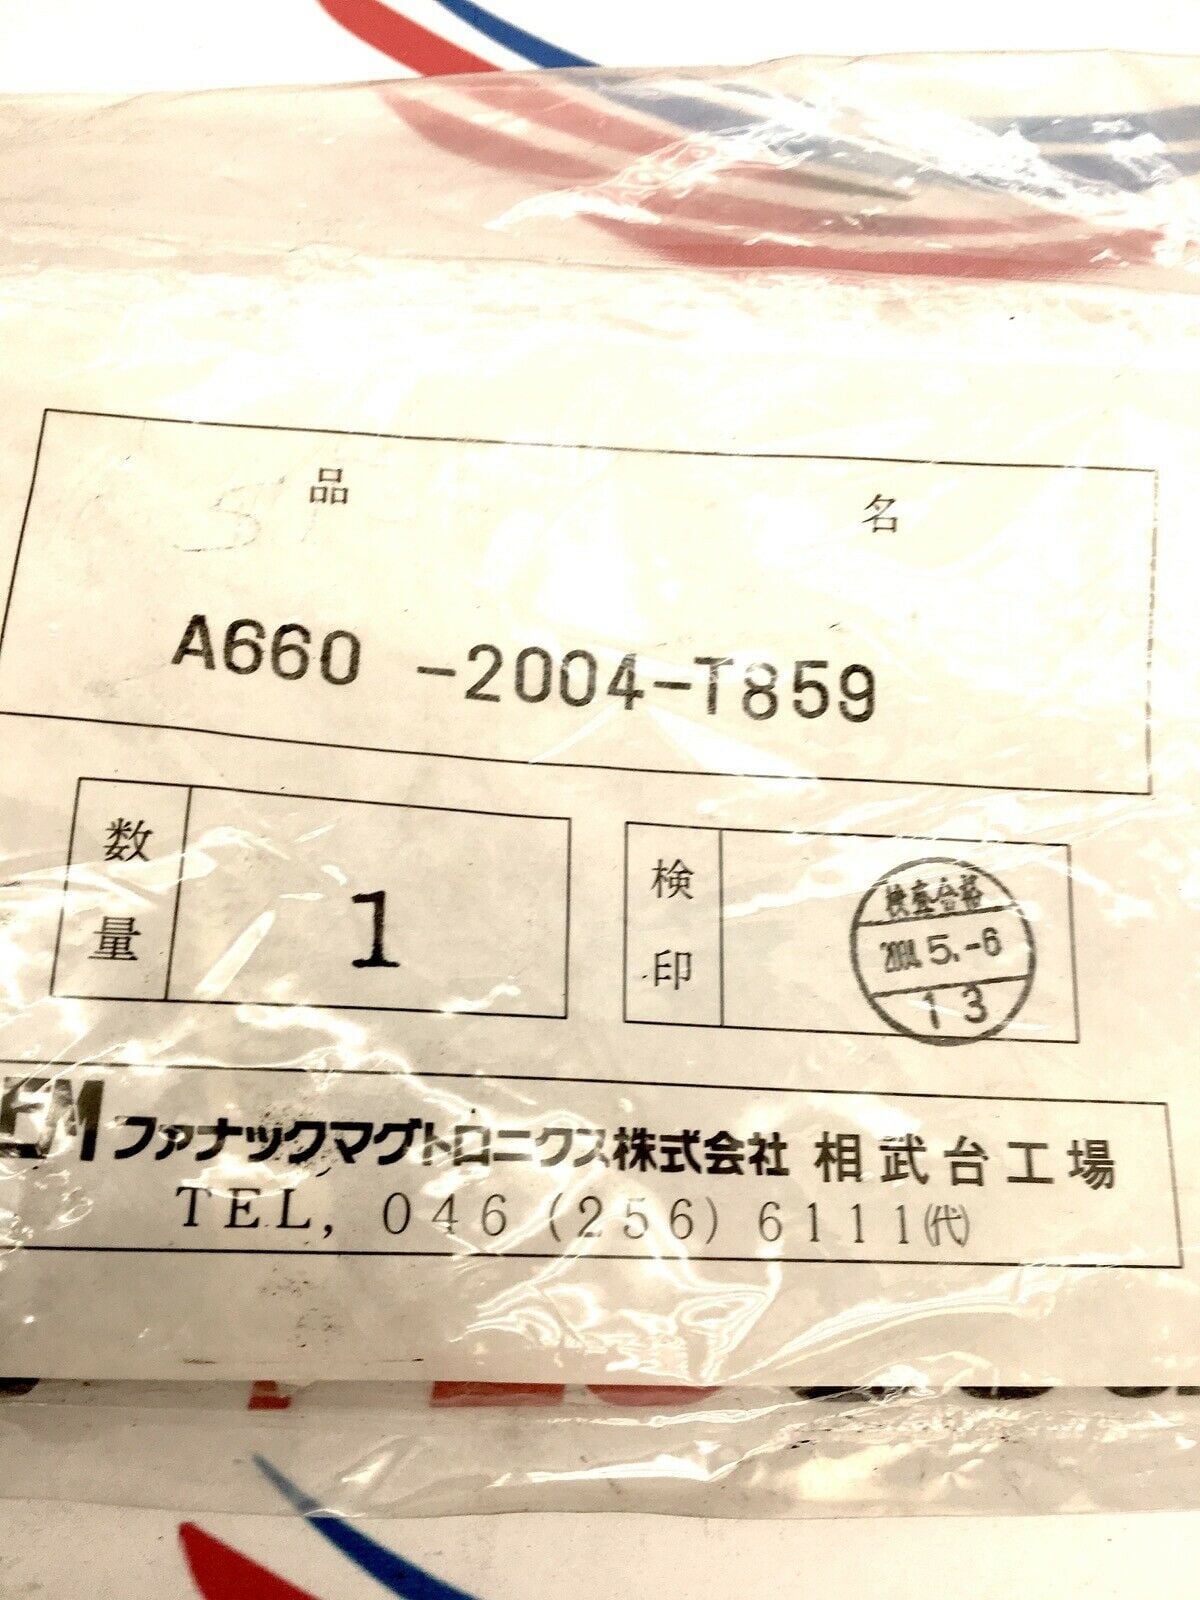 品 名
A660 -2004-T859
数量 1
検印
検査合格
2004. 5. -6
13
FM ファナックマグトロニクス株式会社 相武台工場
TEL, 046 (256) 6111 (代)